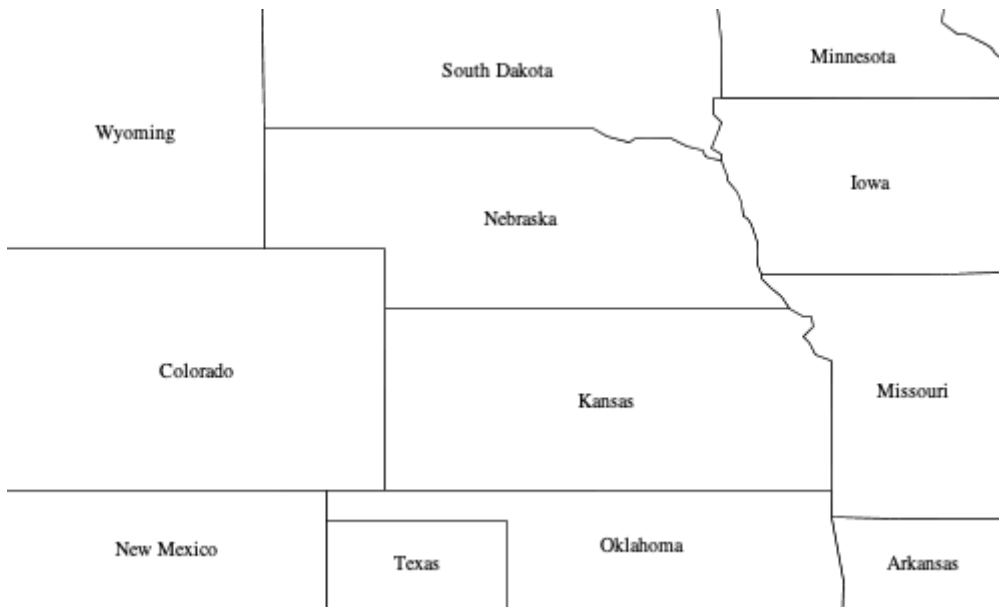 Minnesota
South Dakota
Wyoming
Iowa
Nebraska
Colorado
Missouri
Kansas
Oklahoma
New Mexico
Texas
Arkansas